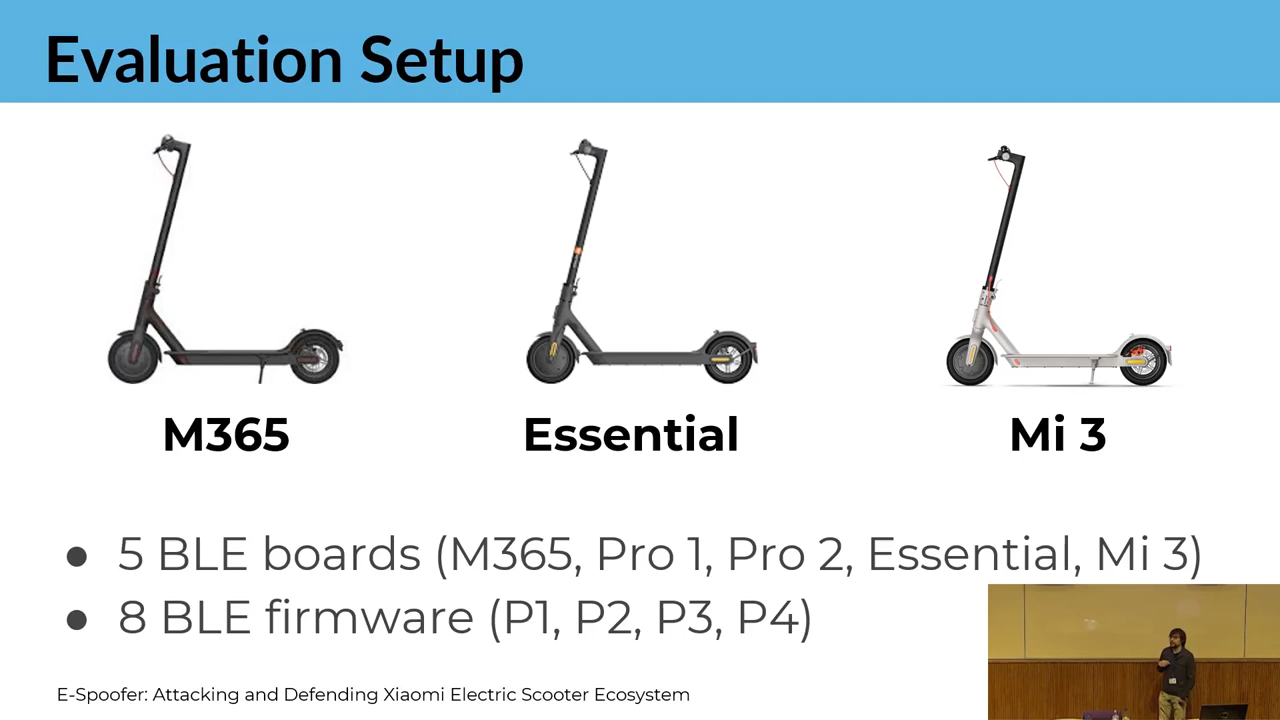 Evaluation Setup
M365
Essential
Mi 3
● 5 BLE boards (M365, Pro 1, Pro 2, Essential, Mi 3)
● 8 BLE firmware (P1, P2, P3, P4)
E-Spoofer: Attacking and Defending Xiaomi Electric Scooter Ecosystem